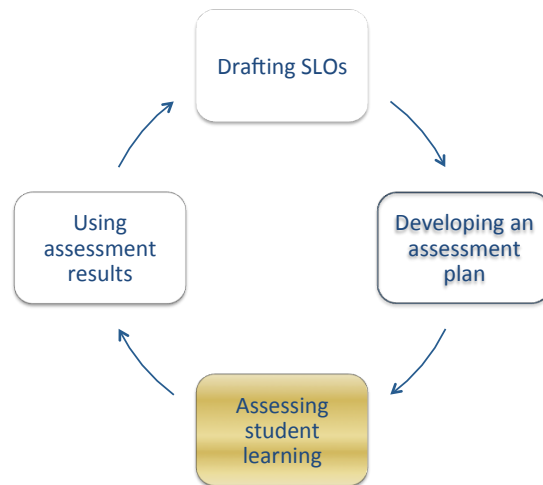 Drafting SLOs
Using
assessment
results
Developing an
assessment
plan
Assessing
student
learning